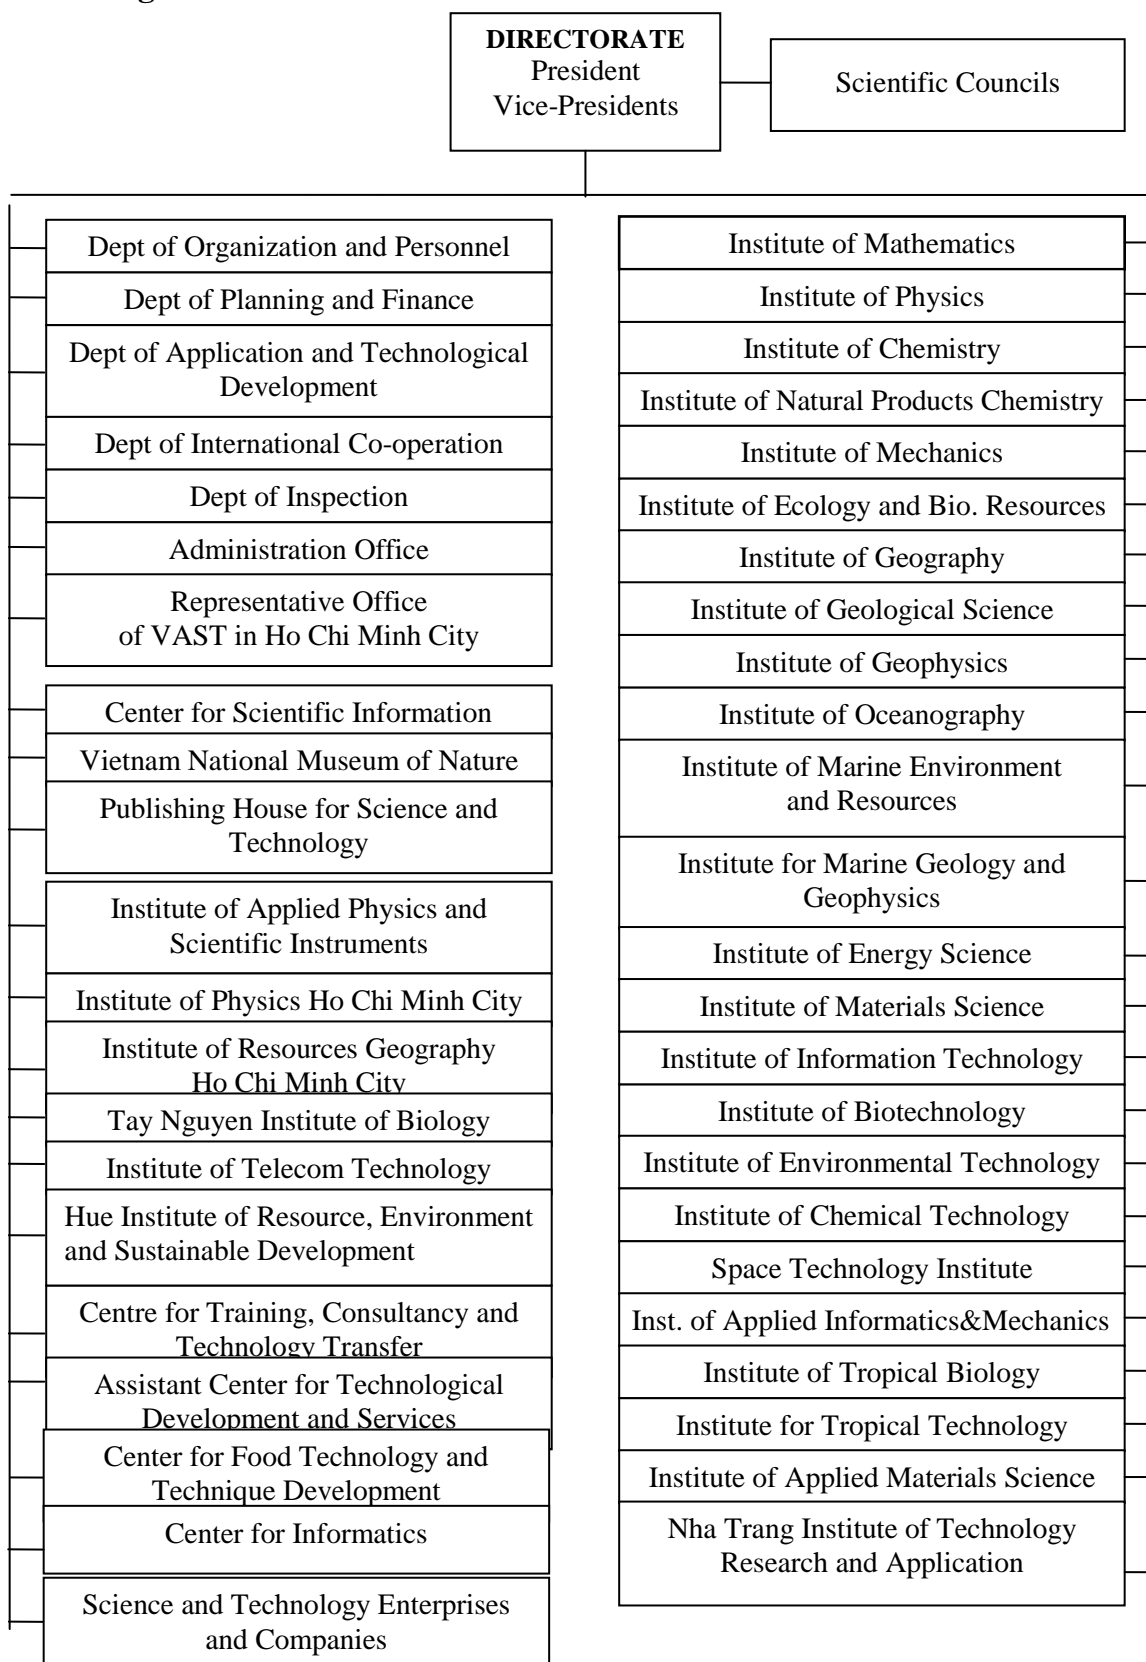 DIRECTORATE
President
Vice-Presidents
Scientific Councils
Dept of Organization and Personnel
Dept of Planning and Finance
Dept of Application and Technological
Development
Dept of International Co-operation
Dept of Inspection
Administration Office
Representative Office
of VAST in Ho Chi Minh City
Center for Scientific Information
Vietnam National Museum of Nature
Publishing House for Science and
Technology
Institute of Applied Physics and
Scientific Instruments
Institute of Physics Ho Chi Minh City
Institute of Resources Geography
Ho Chi Minh City
Tay Nguyen Institute of Biology
Institute of Telecom Technology
Hue Institute of Resource, Environment
and Sustainable Development
Centre for Training, Consultancy and
Technology Transfer
Assistant Center for Technological
Development and Services
Center for Food Technology and
Technique Development
Center for Informatics
Science and Technology Enterprises
and Companies
Institute of Mathematics
Institute of Physics
Institute of Chemistry
Institute of Natural Products Chemistry
Institute of Mechanics
Institute of Ecology and Bio. Resources
Institute of Geography
Institute of Geological Science
Institute of Geophysics
Institute of Oceanography
Institute of Marine Environment
and Resources
Institute for Marine Geology and
Geophysics
Institute of Energy Science
Institute of Materials Science
Institute of Information Technology
Institute of Biotechnology
Institute of Environmental Technology
Institute of Chemical Technology
Space Technology Institute
Inst. of Applied Informatics&Mechanics
Institute of Tropical Biology
Institute for Tropical Technology
Institute of Applied Materials Science
Nha Trang Institute of Technology
Research and Application